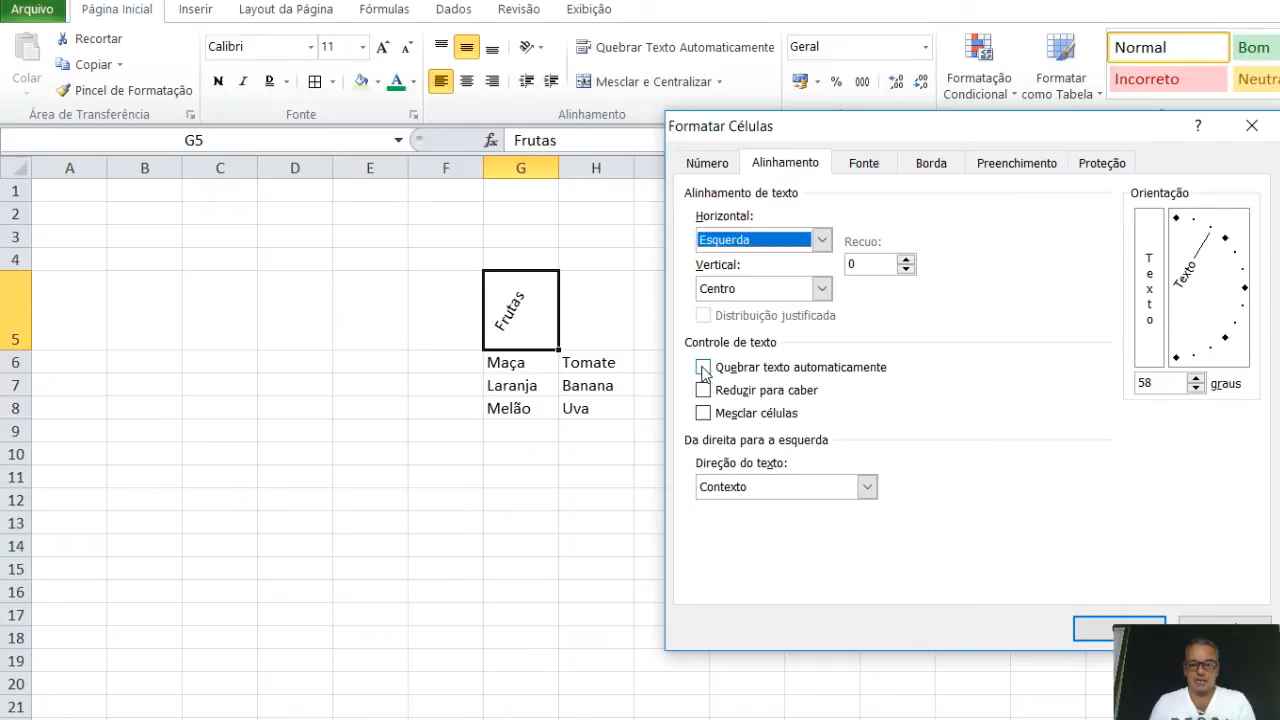 Arquivo Página Inicial Inserir Layout da Página Fórmulas Dados Revisão Exibição
Colar
Recortar
Copiar
Pincel de Formatação
Área de Transferência
Calibri 11
N I D
Fonte
Quebrar Texto Automaticamente
Mesclar e Centralizar
Alinhamento
Geral
% 000
Formatação Condicional
Formatar como Tabela
Normal Bom
Incorreto Neutra
G5 Frutas
A B C D E F G H
1
2
3
4
5 Frutas
6 Maça Tomate
7 Laranja Banana
8 Melão Uva
9
10
11
12
13
14
15
16
17
18
19
20
21
Formatar Células ?
Número Alinhamento Fonte Borda Preenchimento Proteção
Alinhamento de texto
Horizontal:
Esquerda
Recuo:
0
Vertical:
Centro
Distribuição justificada
Controle de texto
Quebrar texto automaticamente
Reduzir para caber
Mesclar células
Da direita para a esquerda
Direção do texto:
Contexto
Orientação
Texto
Texto
58 graus